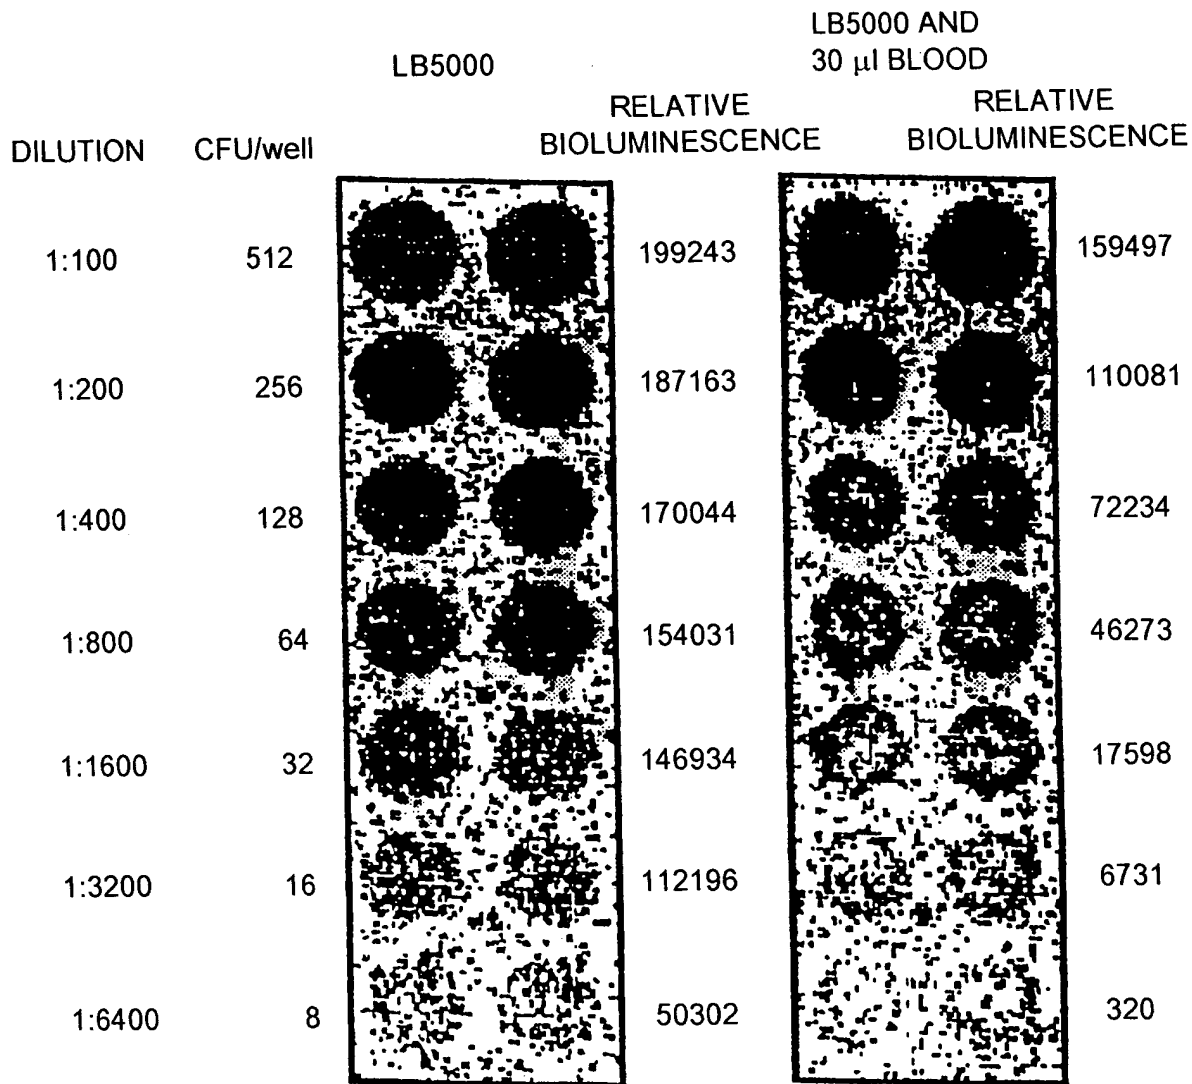 LB5000
LB5000 AND
30 µl BLOOD
DILUTION CFU/well RELATIVE BIOLUMINESCENCE RELATIVE BIOLUMINESCENCE
1:100 512 199243 159497
1:200 256 187163 110081
1:400 128 170044 72234
1:800 64 154031 46273
1:1600 32 146934 17598
1:3200 16 112196 6731
1:6400 8 50302 320